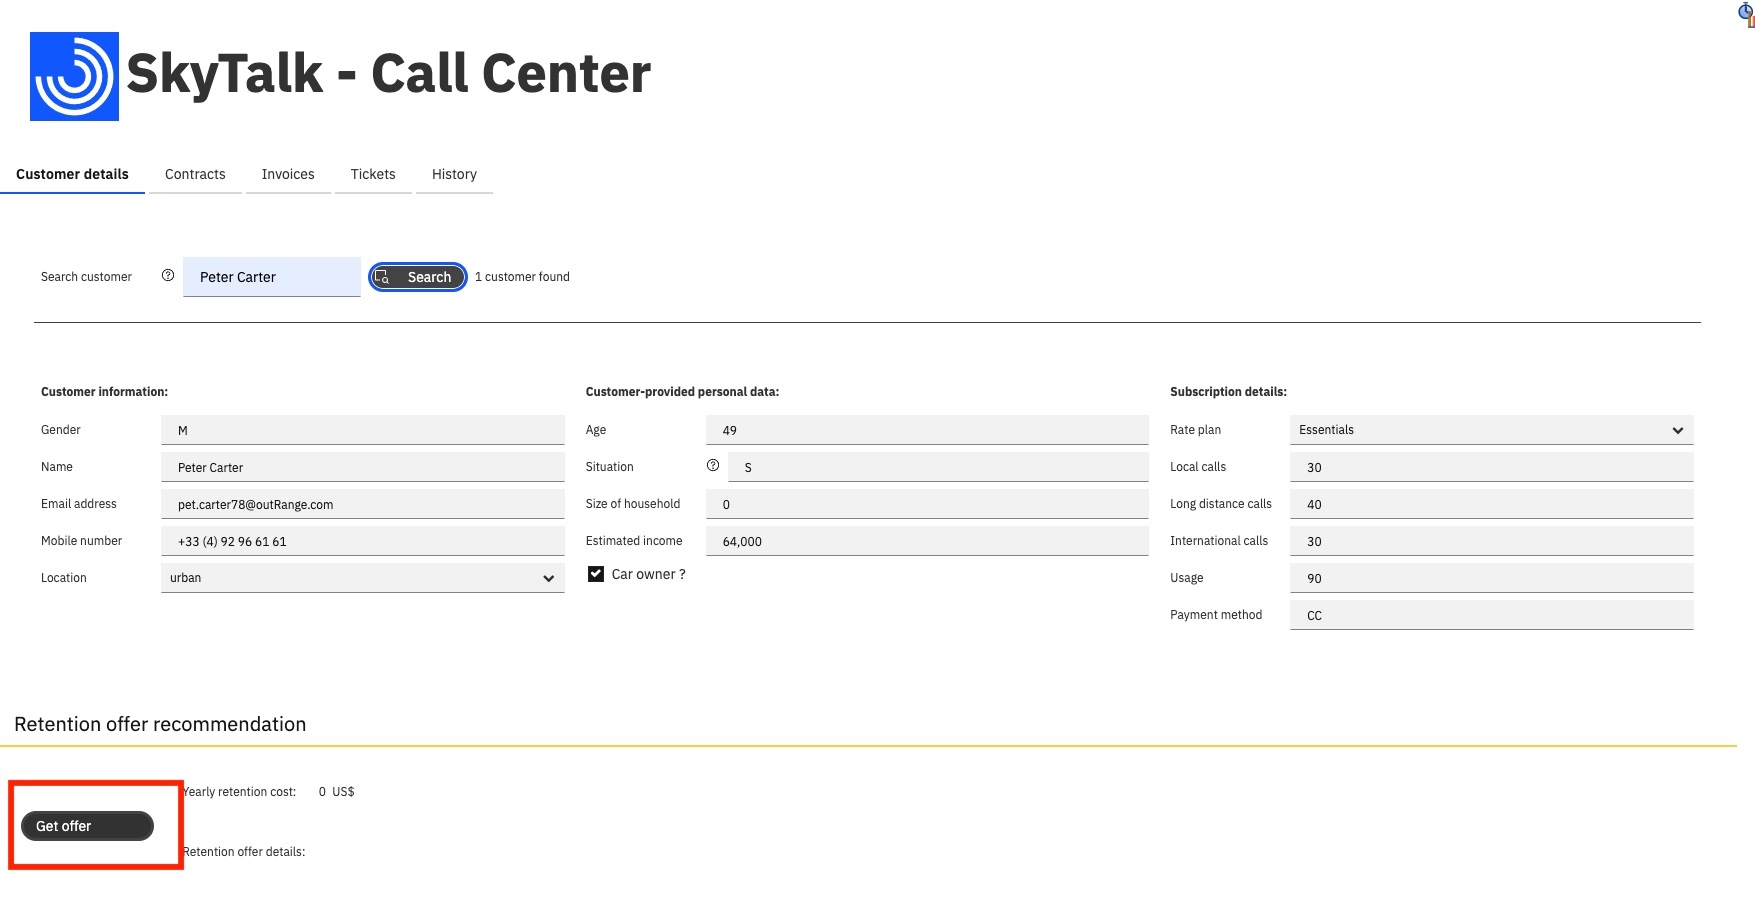 SkyTalk - Call Center
Customer details Contracts Invoices Tickets History
Search customer Peter Carter Search 1 customer found
Customer information:
Gender M
Name Peter Carter
Email address pet.carter78@outRange.com
Mobile number +33 (4) 92 96 61 61
Location urban
Customer-provided personal data:
Age 49
Situation S
Size of household 0
Estimated income 64,000
Car owner ?
Subscription details:
Rate plan Essentials
Local calls 30
Long distance calls 40
International calls 30
Usage 90
Payment method CC
Retention offer recommendation
Yearly retention cost: 0 US$
Get offer
Retention offer details: